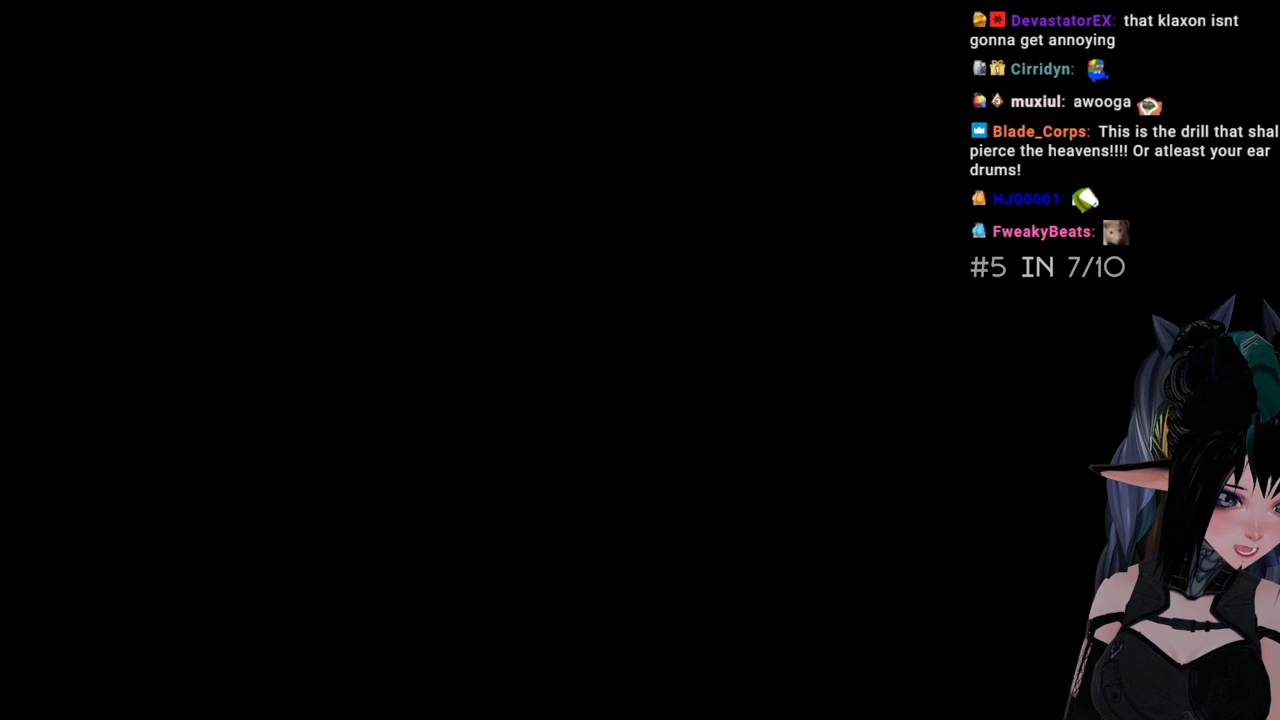 DevastatorEX: that klaxon isnt
gonna get annoying
Cirridyn:
muxiul: awooga
Blade_Corps: This is the drill that shal
pierce the heavens!!!! Or atleast your ear
drums!
HJ00001:
FweakyBeats:
#5 IN 7/10